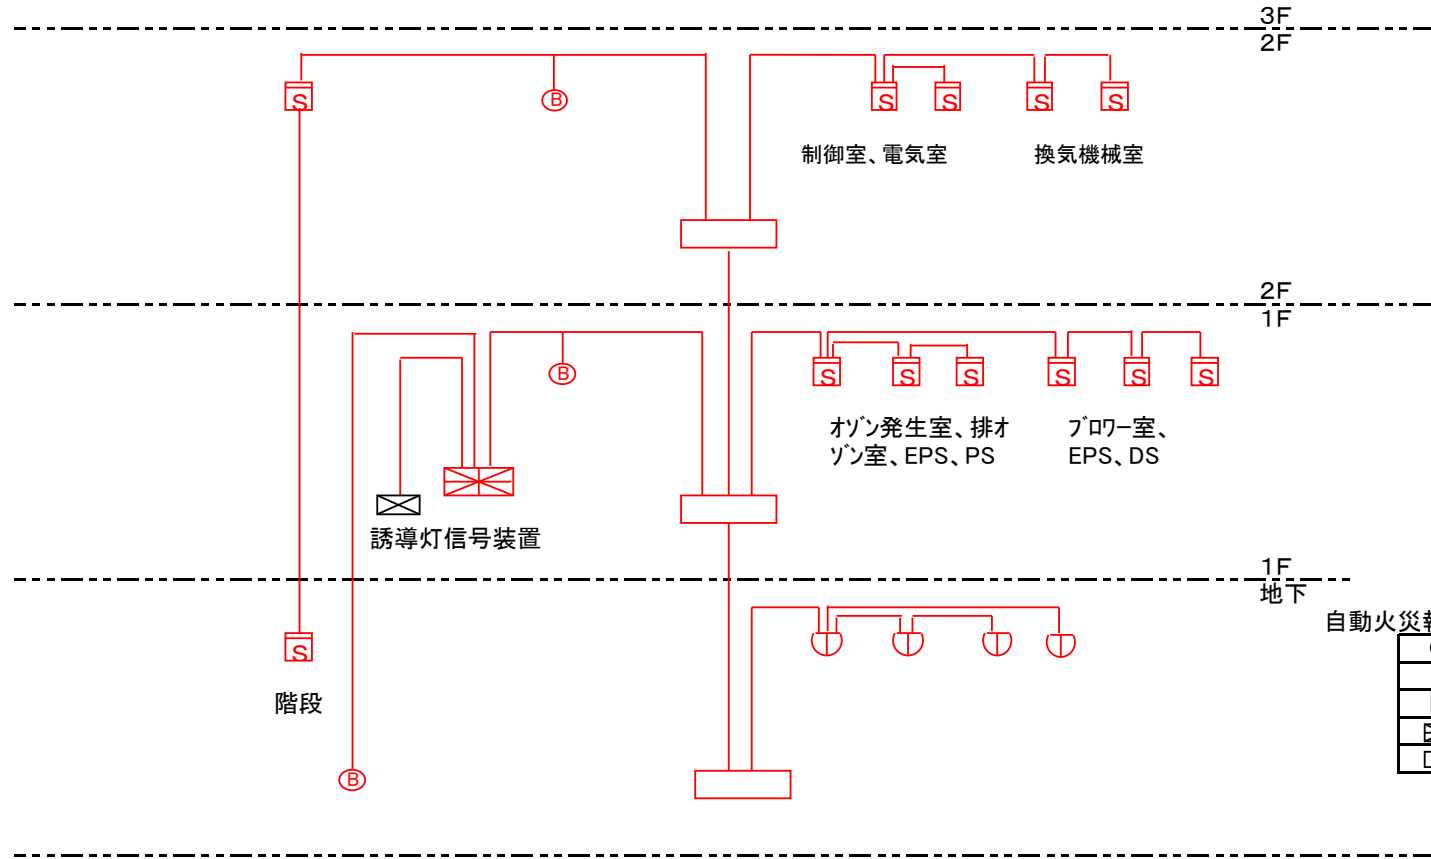 3F
2F
S
B
S
S
S
S
制御室、電気室
換気機械室
2F
1F
B
S
S
S
S
S
S
オゾン発生室、排オ
ゾン室、EPS、PS
ブロワー室、
EPS、DS
誘導灯信号装置
1F
地下
自動火災
S
階段
B